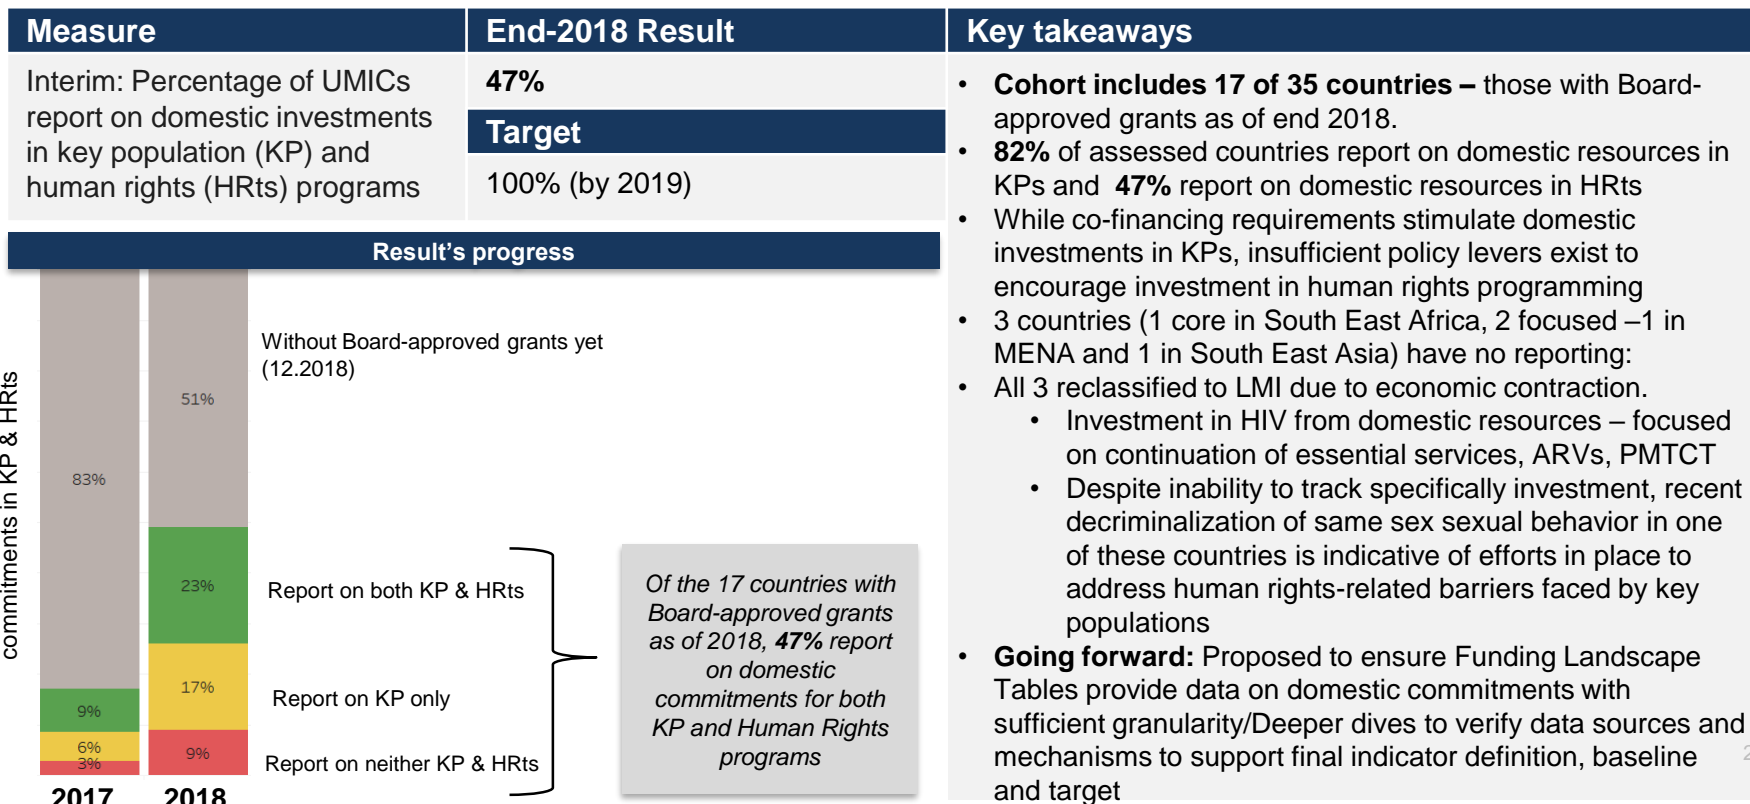 Measure
End-2018 Result
Interim: Percentage of UMICs
report on domestic investments
in key population (KP) and
human rights (HRts) programs
47%
Target
100% (by 2019)
Result's progress
commitments in KP & HRts
83%
9%
6%
3%
2017
51%
23%
17%
9%
2018
Without Board-approved grants yet
(12.2018)
Report on both KP & HRts
Report on KP only
Report on neither KP & HRts
Of the 17 countries with
Board-approved grants
as of 2018, 47% report
on domestic
commitments for both
KP and Human Rights
programs
Key takeaways
• Cohort includes 17 of 35 countries – those with Board-
approved grants as of end 2018.
• 82% of assessed countries report on domestic resources in
KPs and 47% report on domestic resources in HRts
• While co-financing requirements stimulate domestic
investments in KPs, insufficient policy levers exist to
encourage investment in human rights programming
• 3 countries (1 core in South East Africa, 2 focused –1 in
MENA and 1 in South East Asia) have no reporting:
• All 3 reclassified to LMI due to economic contraction.
• Investment in HIV from domestic resources – focused
on continuation of essential services, ARVs, PMTCT
• Despite inability to track specifically investment, recent
decriminalization of same sex sexual behavior in one
of these countries is indicative of efforts in place to
address human rights-related barriers faced by key
populations
• Going forward: Proposed to ensure Funding Landscape
Tables provide data on domestic commitments with
sufficient granularity/Deeper dives to verify data sources and
mechanisms to support final indicator definition, baseline
and target